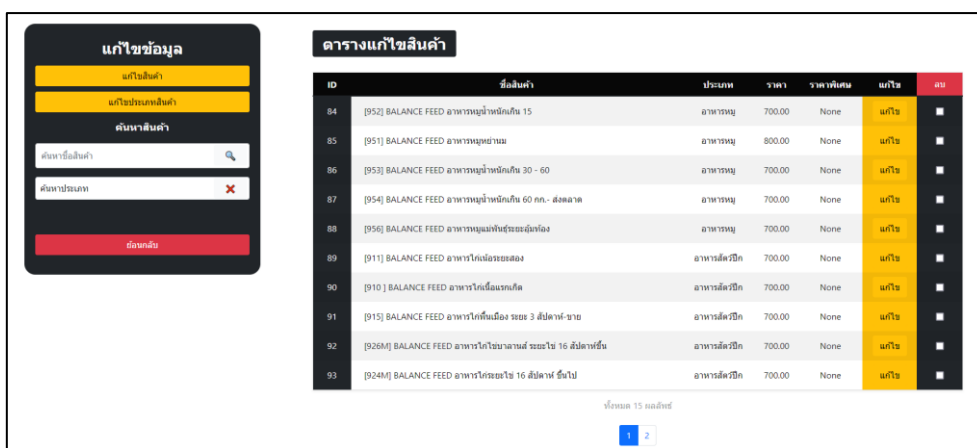 แก้ไขข้อมูล
แก้ไขสินค้า
แก้ไขประเภทสินค้า
ค้นหาสินค้า
ค้นหาชื่อสินค้า
ค้นหาประเภท
ย้อนกลับ
ตารางแก้ไขสินค้า
ID ชื่อสินค้า ประเภท ราคา ราคาพิเศษ แก้ไข ลบ
84 [952] BALANCE FEED อาหารหมูน้ำหนักเกิน 15 อาหารหมู 700.00 None แก้ไข
85 [951] BALANCE FEED อาหารหมูหย่านม อาหารหมู 800.00 None แก้ไข
86 [953] BALANCE FEED อาหารหมูน้ำหนักเกิน 30 - 60 อาหารหมู 700.00 None แก้ไข
87 [954] BALANCE FEED อาหารหมูน้ำหนักเกิน 60 กก.- ส่งตลาด อาหารหมู 700.00 None แก้ไข
88 [956] BALANCE FEED อาหารหมูแม่พันธุ์ระยะอุ้มท้อง อาหารหมู 700.00 None แก้ไข
89 [911] BALANCE FEED อาหารไก่เนื้อระยะสอง อาหารสัตว์ปีก 700.00 None แก้ไข
90 [910 ] BALANCE FEED อาหารไก่เนื้อแรกเกิด อาหารสัตว์ปีก 700.00 None แก้ไข
91 [915] BALANCE FEED อาหารไก่พื้นเมือง ระยะ 3 สัปดาห์-ขาย อาหารสัตว์ปีก 700.00 None แก้ไข
92 [926M] BALANCE FEED อาหารไก่ไข่บาลานส์ ระยะไข่ 16 สัปดาห์ขึ้น อาหารสัตว์ปีก 700.00 None แก้ไข
93 [924M] BALANCE FEED อาหารไก่ระยะไข่ 16 สัปดาห์ ขึ้นไป อาหารสัตว์ปีก 700.00 None แก้ไข
ทั้งหมด 15 ผลลัพธ์
1 2